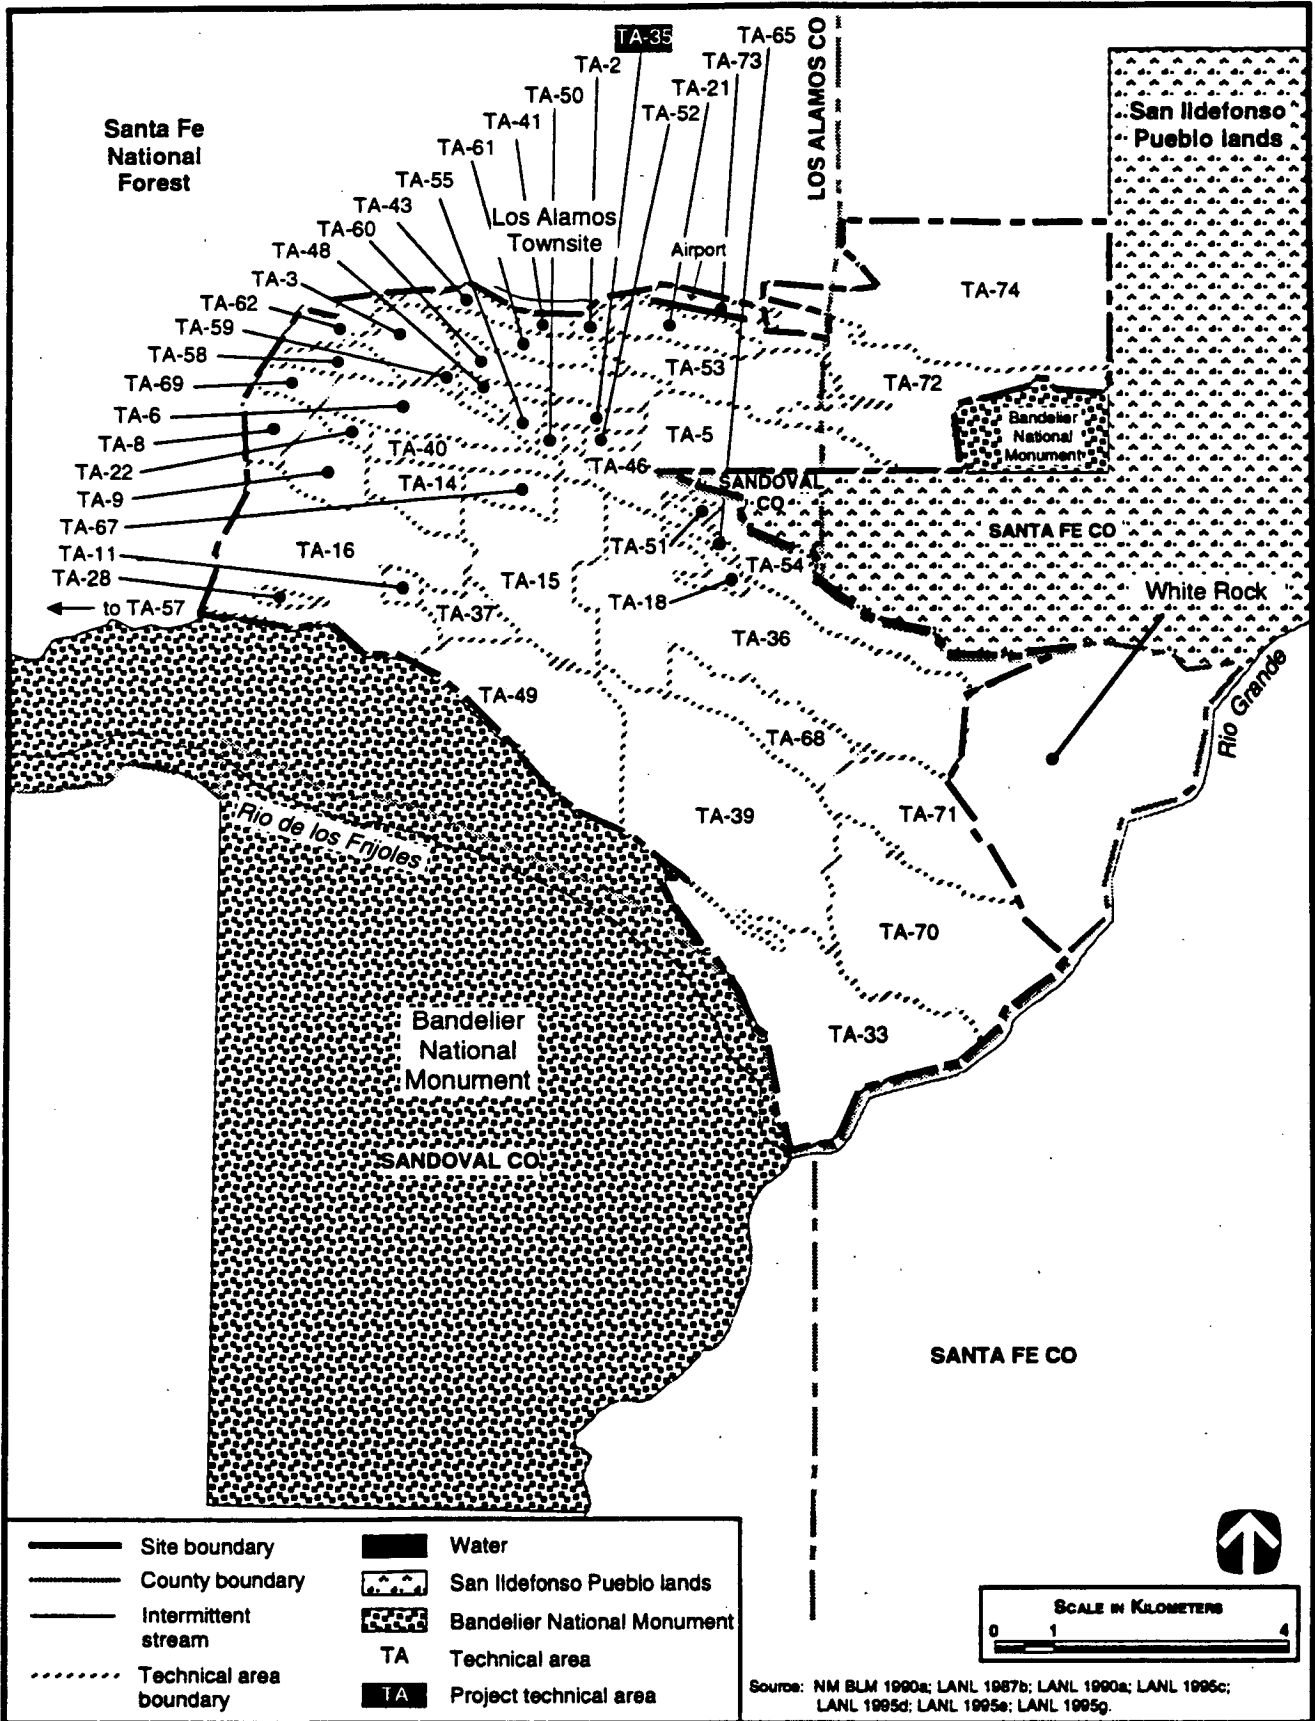 TA-35
TA-65
TA-2
TA-73
TA-50
TA-21
TA-41
TA-52
TA-61
LOS ALAMOS CO
San Ildefonso
Pueblo lands
Santa Fe
National
Forest
TA-55
TA-43
Los Alamos
Townsite
TA-60
TA-48
Airport
TA-3
TA-74
TA-62
TA-59
TA-58
TA-53
TA-69
TA-72
TA-6
Bandelier
National
Monument
TA-8
TA-5
TA-40
TA-22
TA-46
TA-14
SANDOVAL
CO
TA-9
TA-67
SANTA FE CO
TA-16
TA-51
TA-11
TA-54
TA-28
TA-15
White Rock
to TA-57
TA-18
TA-37
TA-36
TA-49
Rio Grande
TA-68
Rio de los Frijoles
TA-39
TA-71
TA-70
Bandelier
National
Monument
TA-33
SANDOVAL CO
SANTA FE CO
Site boundary
County boundary
Intermittent
stream
Technical area
boundary
Water
San Ildefonso Pueblo lands
Bandelier National Monument
TA Technical area
TA Project technical area
SCALE IN KILOMETERS
0 1 4
Source: NM BLM 1990a; LANL 1987b; LANL 1990a; LANL 1995c;
LANL 1995d; LANL 1995e; LANL 1995g.